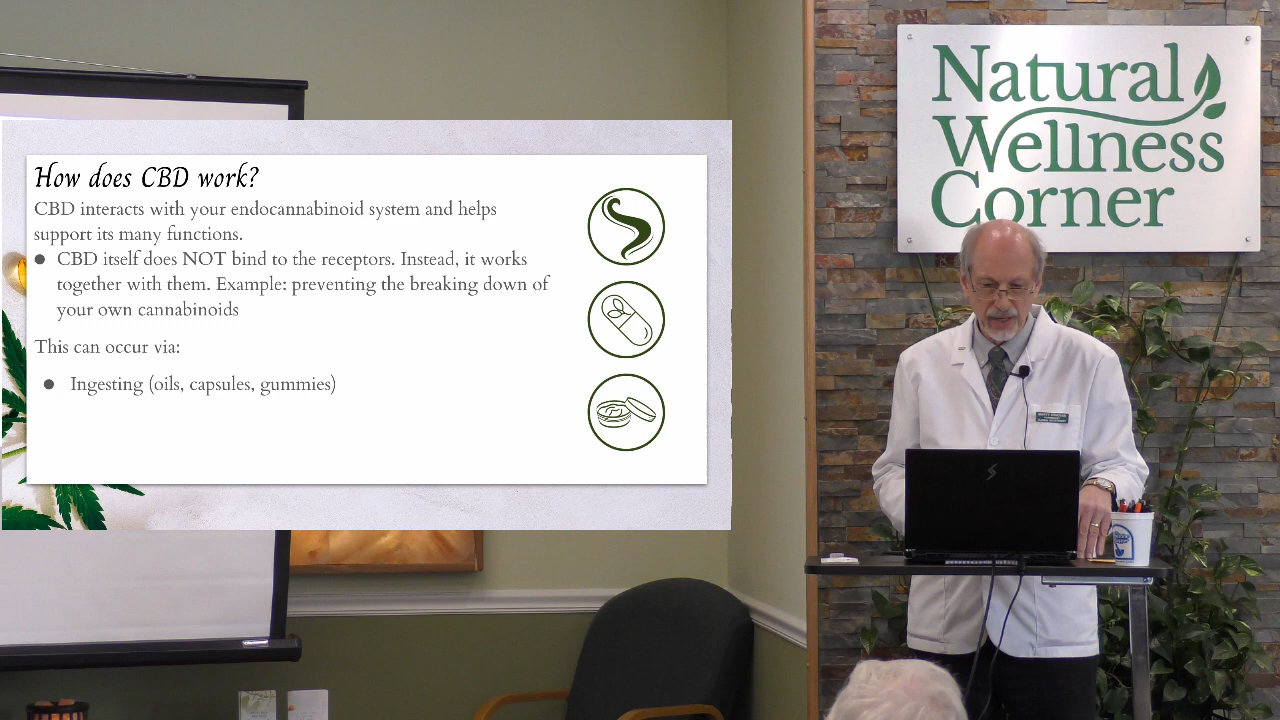 How does CBD work?
CBD interacts with your endocannabinoid system and helps
support its many functions.
● CBD itself does NOT bind to the receptors. Instead, it works
together with them. Example: preventing the breaking down of
your own cannabinoids
This can occur via:
● Ingesting (oils, capsules, gummies)
Natural
Wellness
Corner